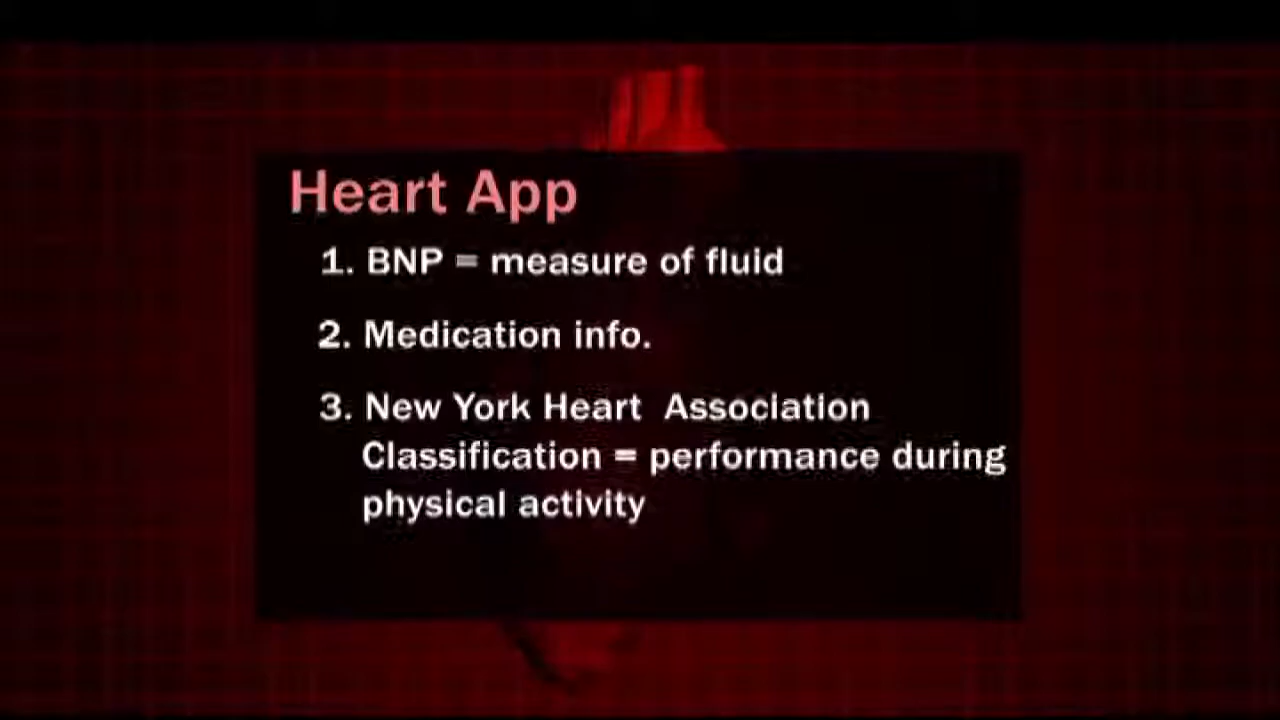 Heart App
1. BNP = measure of fluid
2. Medication info.
3. New York Heart Association
Classification = performance during
physical activity